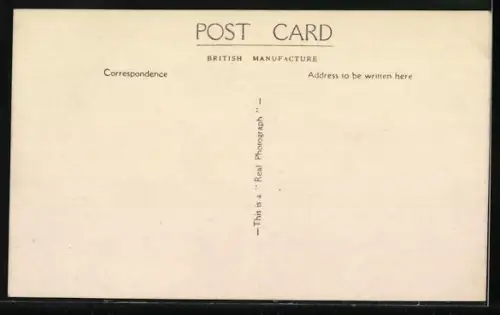 POST CARD
BRITISH MANUFACTURE
Correspondence
Address to be written here
—This is a "Real Photograph"—